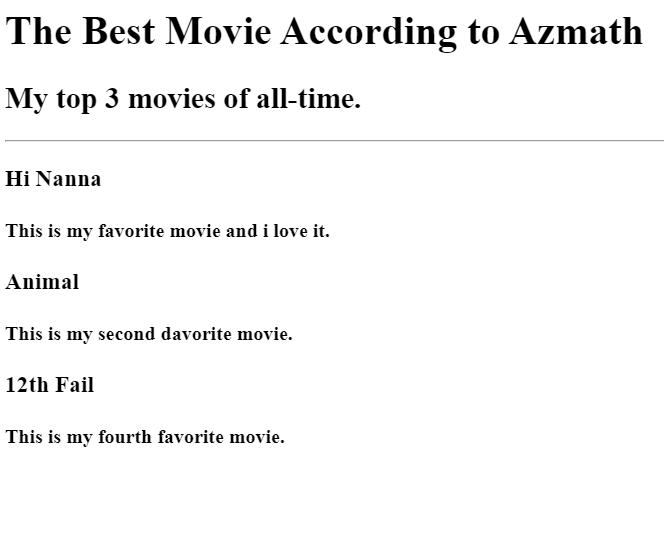 The Best Movie According to Azmath
My top 3 movies of all-time.
Hi Nanna
This is my favorite movie and i love it.
Animal
This is my second davorite movie.
12th Fail
This is my fourth favorite movie.